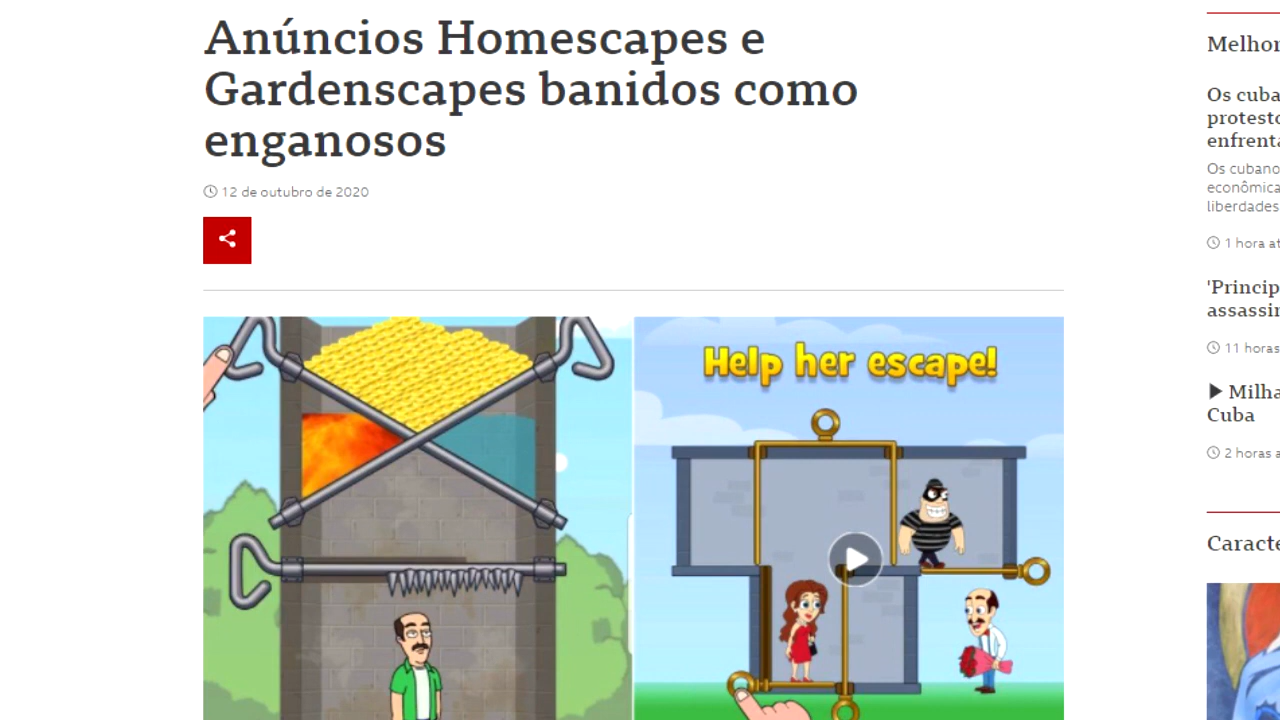 Anúncios Homescapes e
Gardenscapes banidos como
enganosos
12 de outubro de 2020
Help her escape!
Melhor
Os cuba
protesto
enfrenta
Os cubano
econômica
liberdades
1 hora at
'Princip
assassin
11 horas
Milha
Cuba
2 horas a
Caracte